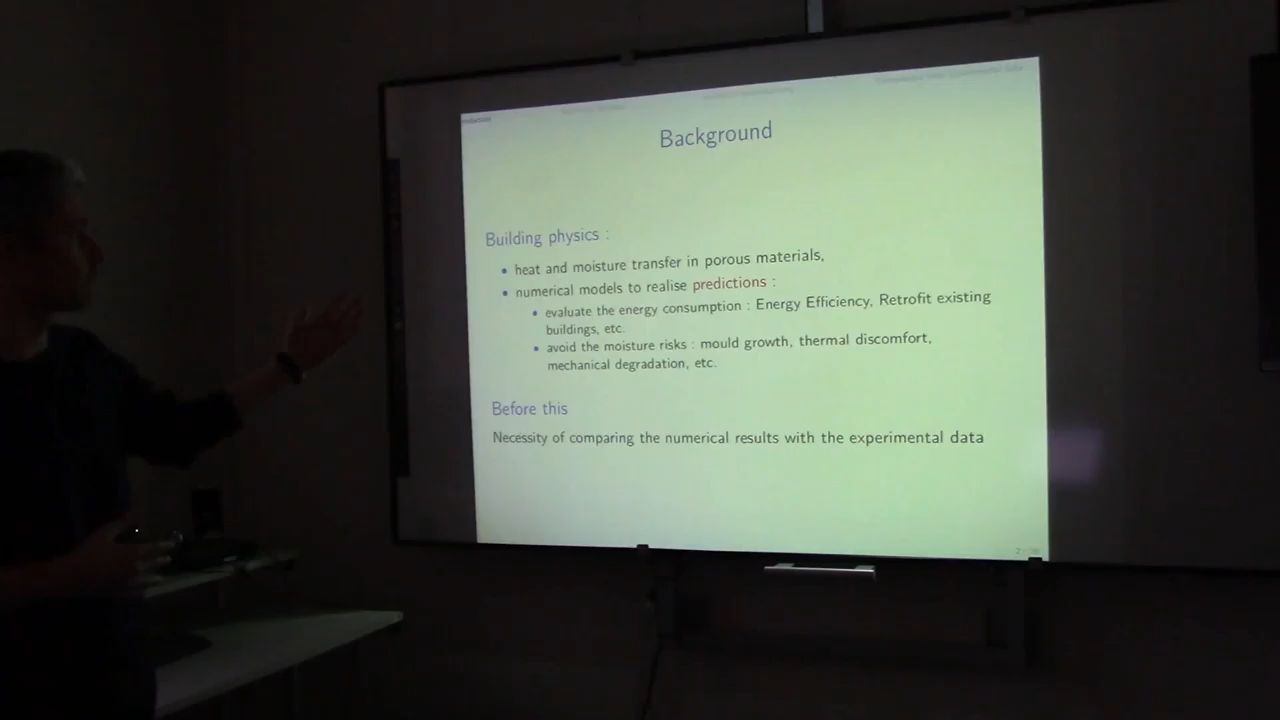 Background
Building physics :
• heat and moisture transfer in porous materials,
• numerical models to realise predictions :
• evaluate the energy consumption : Energy Efficiency, Retrofit existing
buildings, etc.
• avoid the moisture risks : mould growth, thermal discomfort,
mechanical degradation, etc.
Before this
Necessity of comparing the numerical results with the experimental data